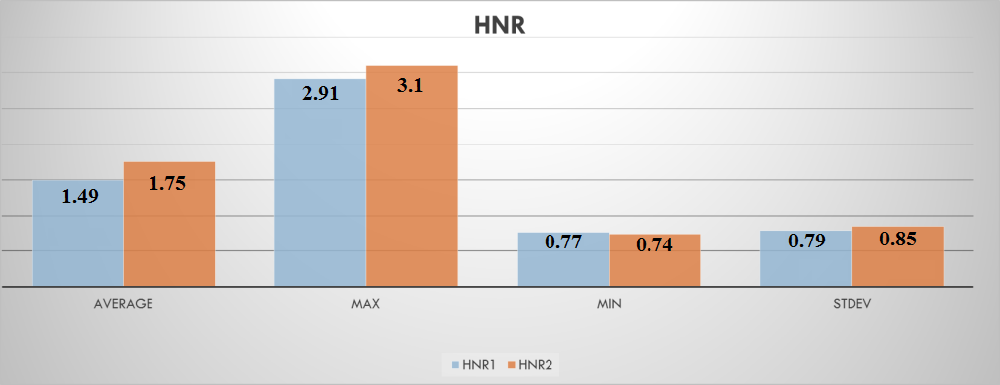 HNR
2.91
3.1
1.49
1.75
0.77
0.74
0.79
0.85
AVERAGE
MAX
MIN
STDEV
HNR1
HNR2